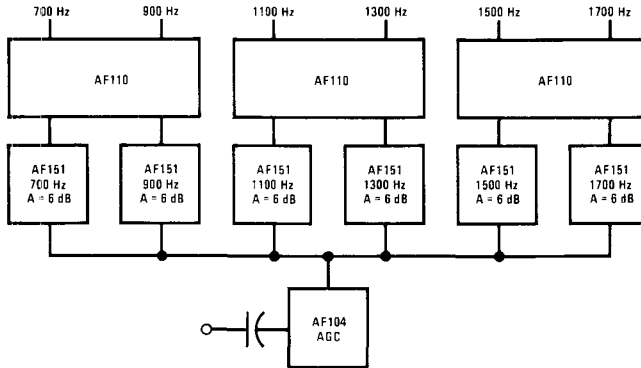 700 Hz 900 Hz 1100 Hz 1300 Hz 1500 Hz 1700 Hz
AF110 AF110 AF110
AF151 AF151 AF151 AF151 AF151 AF151
700 Hz 900 Hz 1100 Hz 1300 Hz 1500 Hz 1700 Hz
A = 6 dB A = 6 dB A = 6 dB A = 6 dB A = 6 dB A = 6 dB
AF104
AGC